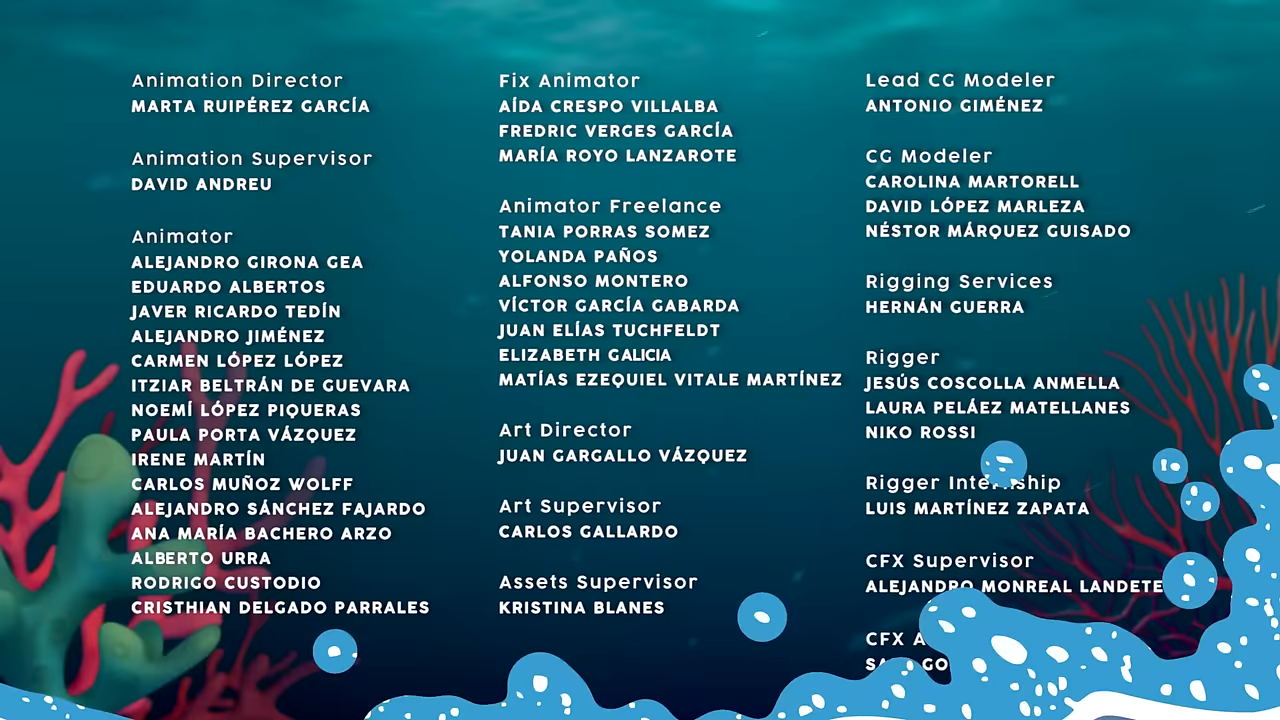 Animation Director
MARTA RUIPÉREZ GARCÍA
Animation Supervisor
DAVID ANDREU
Animator
ALEJANDRO GIRONA GEA
EDUARDO ALBERTOS
JAVER RICARDO TEDÍN
ALEJANDRO JIMÉNEZ
CARMEN LÓPEZ LÓPEZ
ITZIAR BELTRÁN DE GUEVARA
NOEMÍ LÓPEZ PIQUERAS
PAULA PORTA VÁZQUEZ
IRENE MARTÍN
CARLOS MUÑOZ WOLFF
ALEJANDRO SÁNCHEZ FAJARDO
ANA MARÍA BACHERO ARZO
ALBERTO URRA
RODRIGO CUSTODIO
CRISTHIAN DELGADO PARRALES
Fix Animator
AÍDA CRESPO VILLALBA
FREDRIC VERGES GARCÍA
MARÍA ROYO LANZAROTE
Animator Freelance
TANIA PORRAS SOMEZ
YOLANDA PAÑOS
ALFONSO MONTERO
VÍCTOR GARCÍA GABARDA
JUAN ELÍAS TUCHFELDT
ELIZABETH GALICIA
MATÍAS EZEQUIEL VITALE MARTÍNEZ
Art Director
JUAN GARGALLO VÁZQUEZ
Art Supervisor
CARLOS GALLARDO
Assets Supervisor
KRISTINA BLANES
Lead CG Modeler
ANTONIO GIMÉNEZ
CG Modeler
CAROLINA MARTORELL
DAVID LÓPEZ MARLEZA
NÉSTOR MÁRQUEZ GUISADO
Rigging Services
HERNÁN GUERRA
Rigger
JESÚS COSCOLLA ANMELLA
LAURA PELÁEZ MATELLANES
NIKO ROSSI
Rigger Internship
LUIS MARTÍNEZ ZAPATA
CFX Supervisor
ALEJANDRO MONREAL LANDETE
CFX